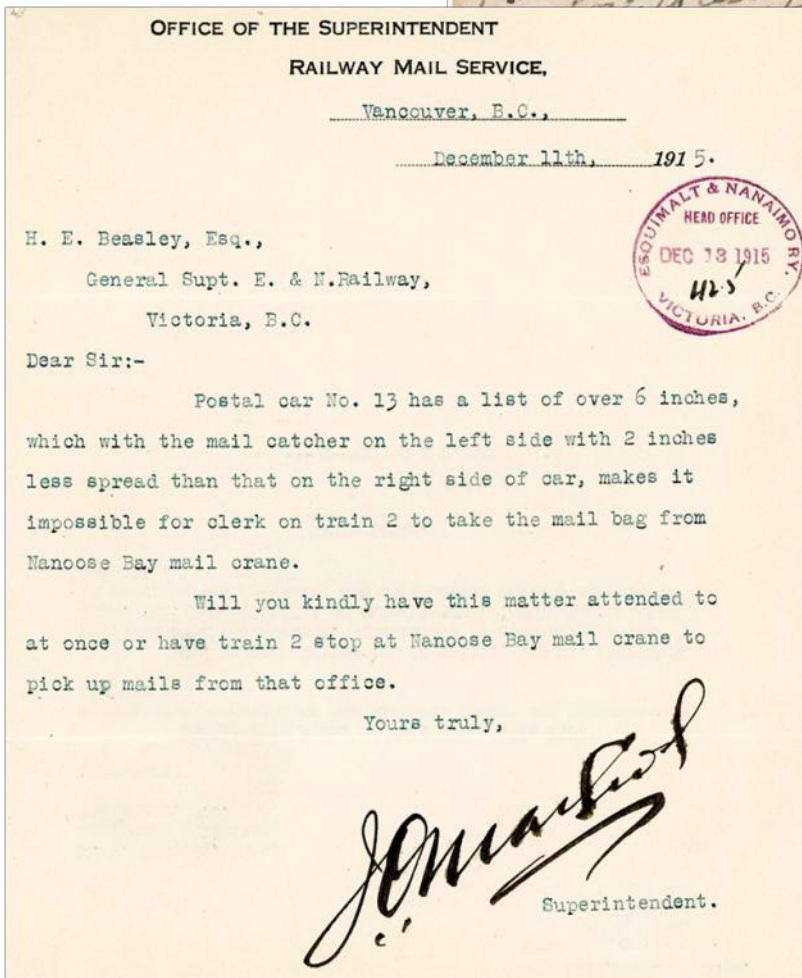 OFFICE OF THE SUPERINTENDENT
RAILWAY MAIL SERVICE,
Vancouver, B.C.,
December 11th, 1915.
ESQUIMALT & NANAIMO RY.
HEAD OFFICE
DEC 13 1915
425
VICTORIA, B.C.
H. E. Beasley, Esq.,
General Supt. E. & N.Railway,
Victoria, B.C.
Dear Sir:-
Postal car No. 13 has a list of over 6 inches,
which with the mail catcher on the left side with 2 inches
less spread than that on the right side of car, makes it
impossible for clerk on train 2 to take the mail bag from
Nanoose Bay mail crane.
Will you kindly have this matter attended to
at once or have train 2 stop at Nanoose Bay mail crane to
pick up mails from that office.
Yours truly,
Superintendent.